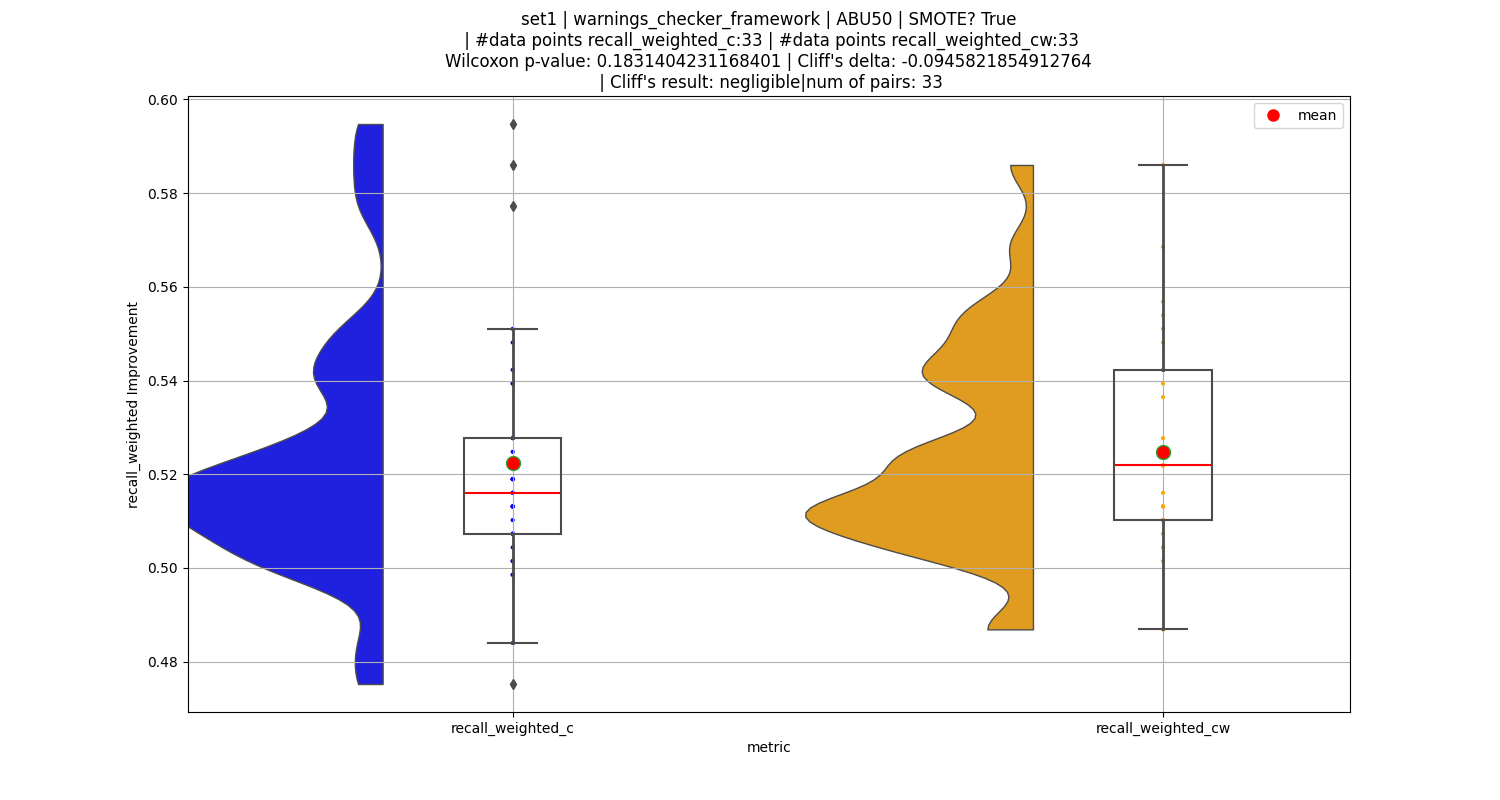 set1 | warnings_checker_framework | ABU50 | SMOTE? True
| #data points recall_weighted_c:33 | #data points recall_weighted_cw:33
Wilcoxon p-value: 0.1831404231168401 | Cliff's delta: -0.0945821854912764
| Cliff's result: negligible|num of pairs: 33
mean
0.60
0.58
0.56
0.54
0.52
0.50
0.48
recall_weighted Improvement
recall_weighted_c
recall_weighted_cw
metric